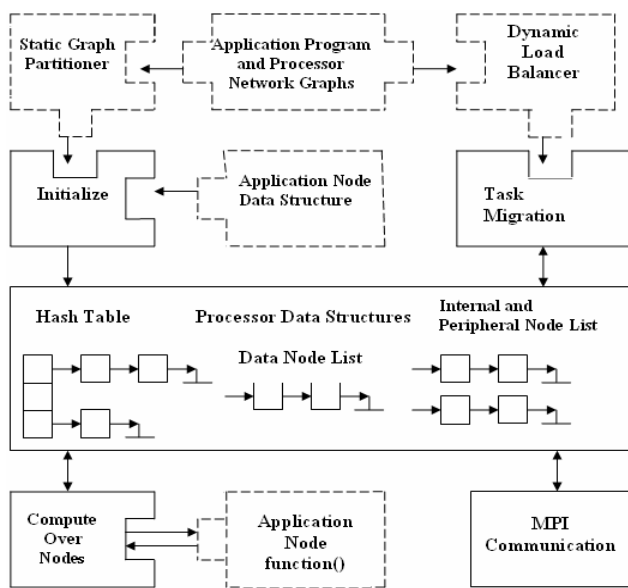 Static Graph
Partitioner
Application Program
and Processor
Network Graphs
Dynamic
Load
Balancer
Initialize
Application Node
Data Structure
Task
Migration
Hash Table
Processor Data Structures
Internal and
Peripheral Node List
Data Node List
Compute
Over
Nodes
Application
Node
function()
MPI
Communication